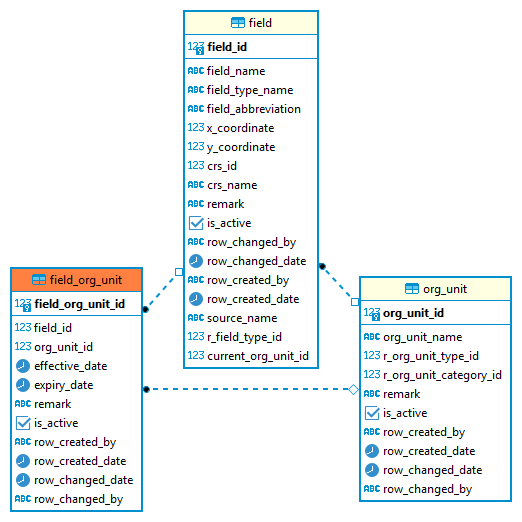 field
123 field_id
ABC field_name
ABC field_type_name
ABC field_abbreviation
123 x_coordinate
123 y_coordinate
123 crs_id
ABC crs_name
ABC remark
is_active
ABC row_changed_by
row_changed_date
ABC row_created_by
row_created_date
ABC source_name
123 r_field_type_id
123 current_org_unit_id
field_org_unit
123 field_org_unit_id
123 field_id
123 org_unit_id
effective_date
expiry_date
ABC remark
is_active
ABC row_created_by
row_created_date
row_changed_date
ABC row_changed_by
org_unit
123 org_unit_id
ABC org_unit_name
123 r_org_unit_type_id
123 r_org_unit_category_id
ABC remark
is_active
ABC row_created_by
row_created_date
row_changed_date
ABC row_changed_by